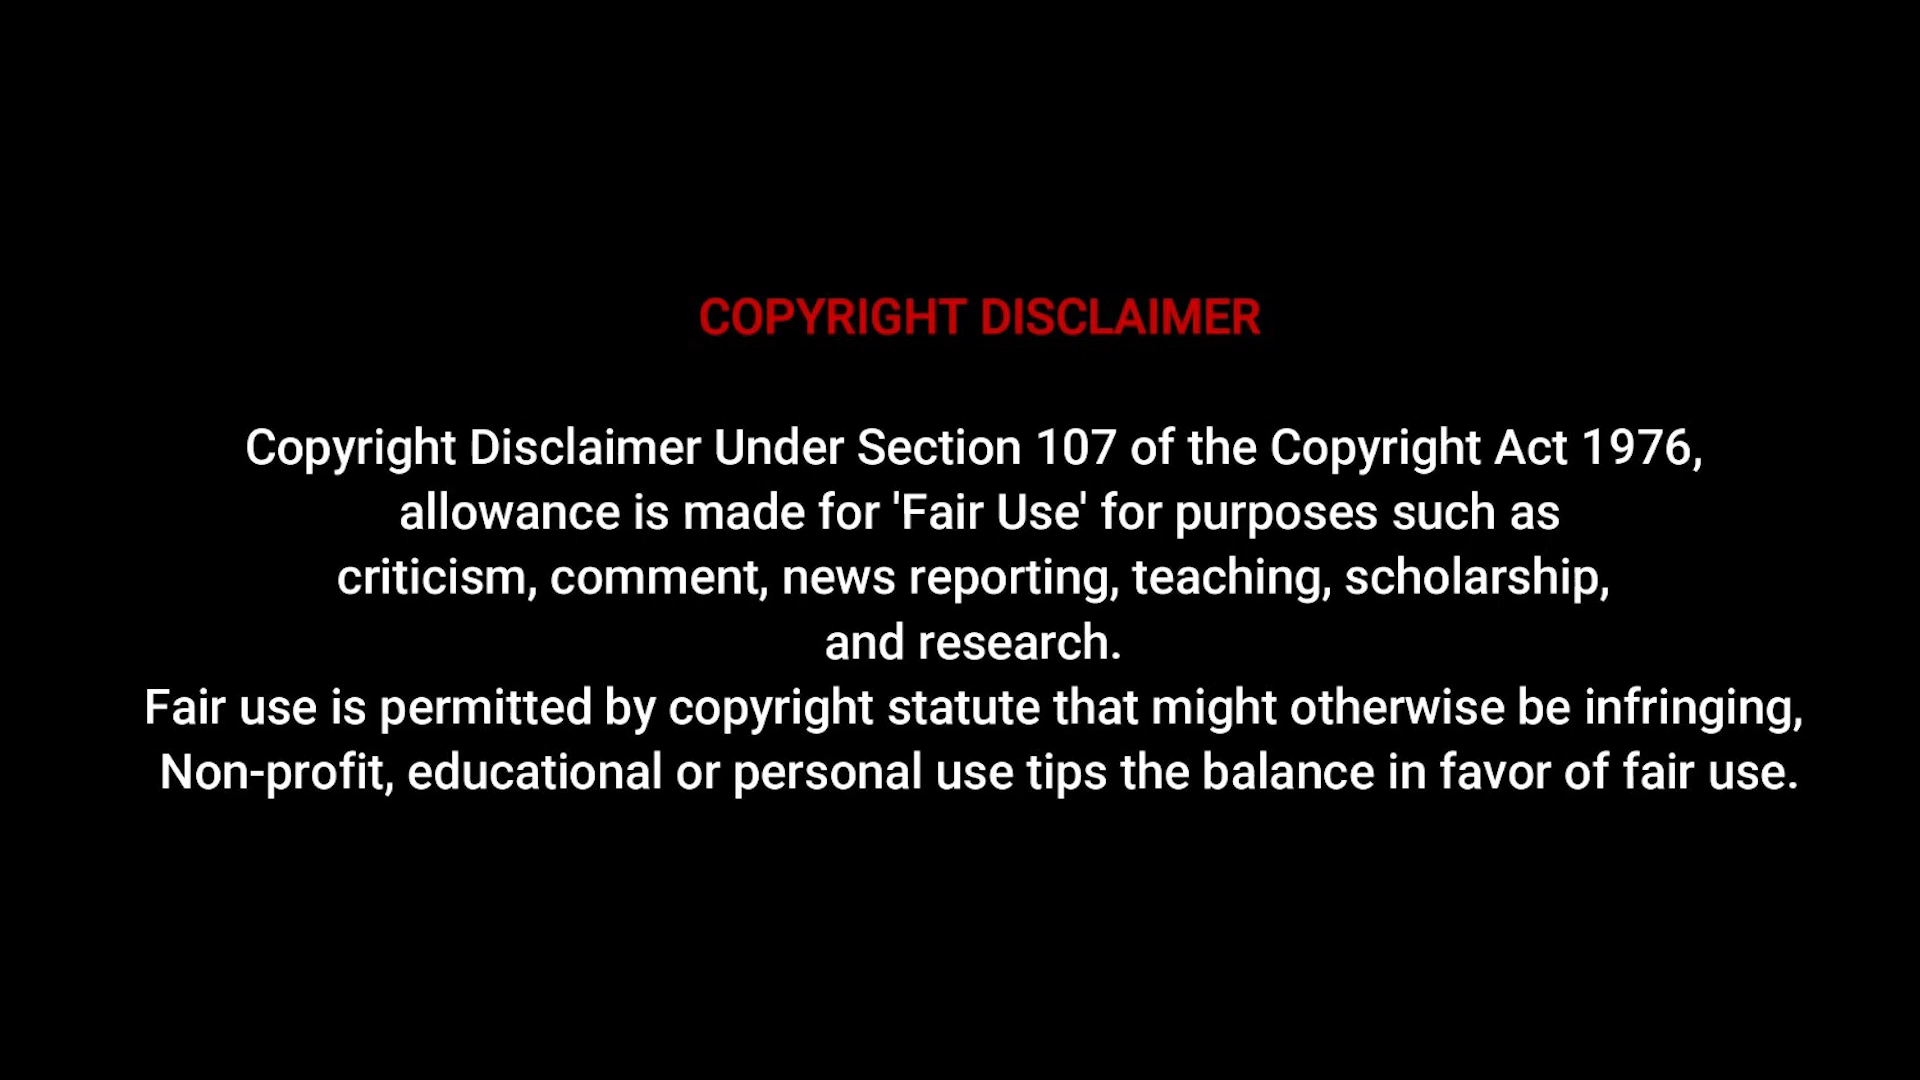 COPYRIGHT DISCLAIMER
Copyright Disclaimer Under Section 107 of the Copyright Act 1976,
allowance is made for 'Fair Use' for purposes such as
criticism, comment, news reporting, teaching, scholarship,
and research.
Fair use is permitted by copyright statute that might otherwise be infringing,
Non-profit, educational or personal use tips the balance in favor of fair use.